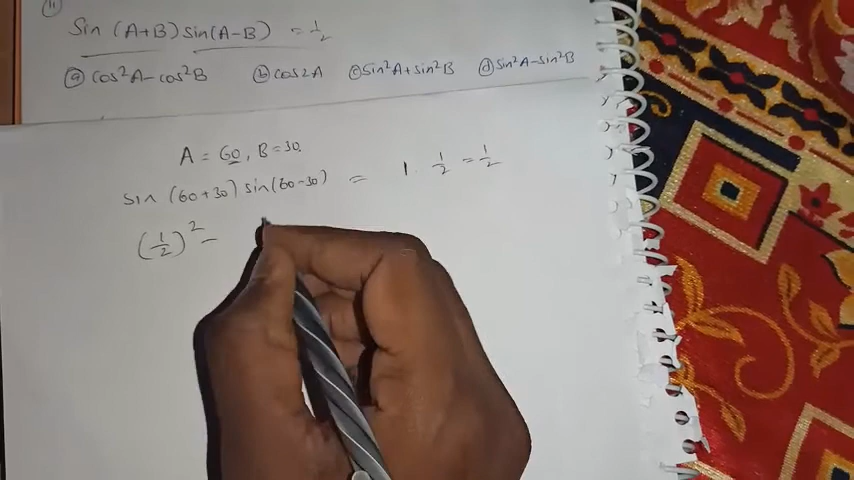 11
Sin (A+B) Sin(A-B) = 1/2
ⓐ cos²A-cos²B ⓑ cos2A ⓒ sin²A+sin²B ⓓ sin²A-sin²B
A = 60, B = 30.
sin (60+30) sin(60-30) = 1. 1/2 = 1/2
(1/2)² -